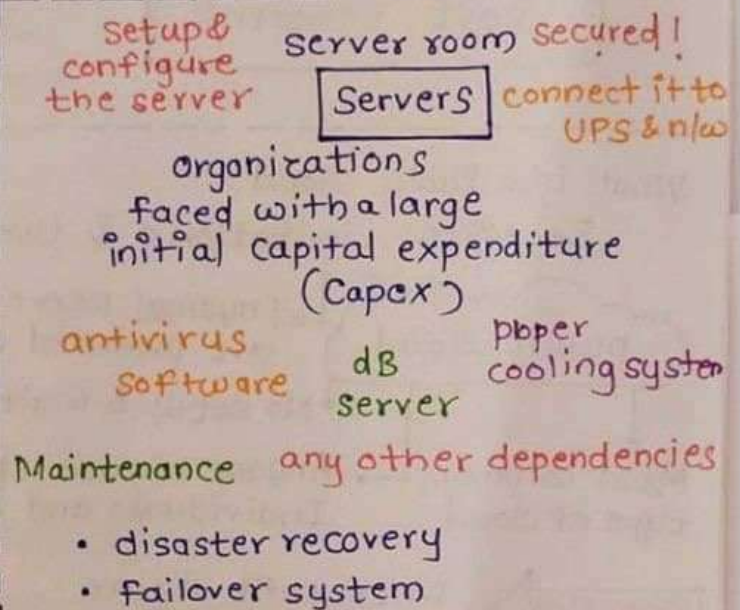 setup &
configure
the server
server room secured!
Servers
connect it to
UPS & n/w
organizations
faced with a large
initial capital expenditure
(Capex)
antivirus
software
dB
server
pboper
cooling system
Maintenance
any other dependencies
• disaster recovery
• failover system